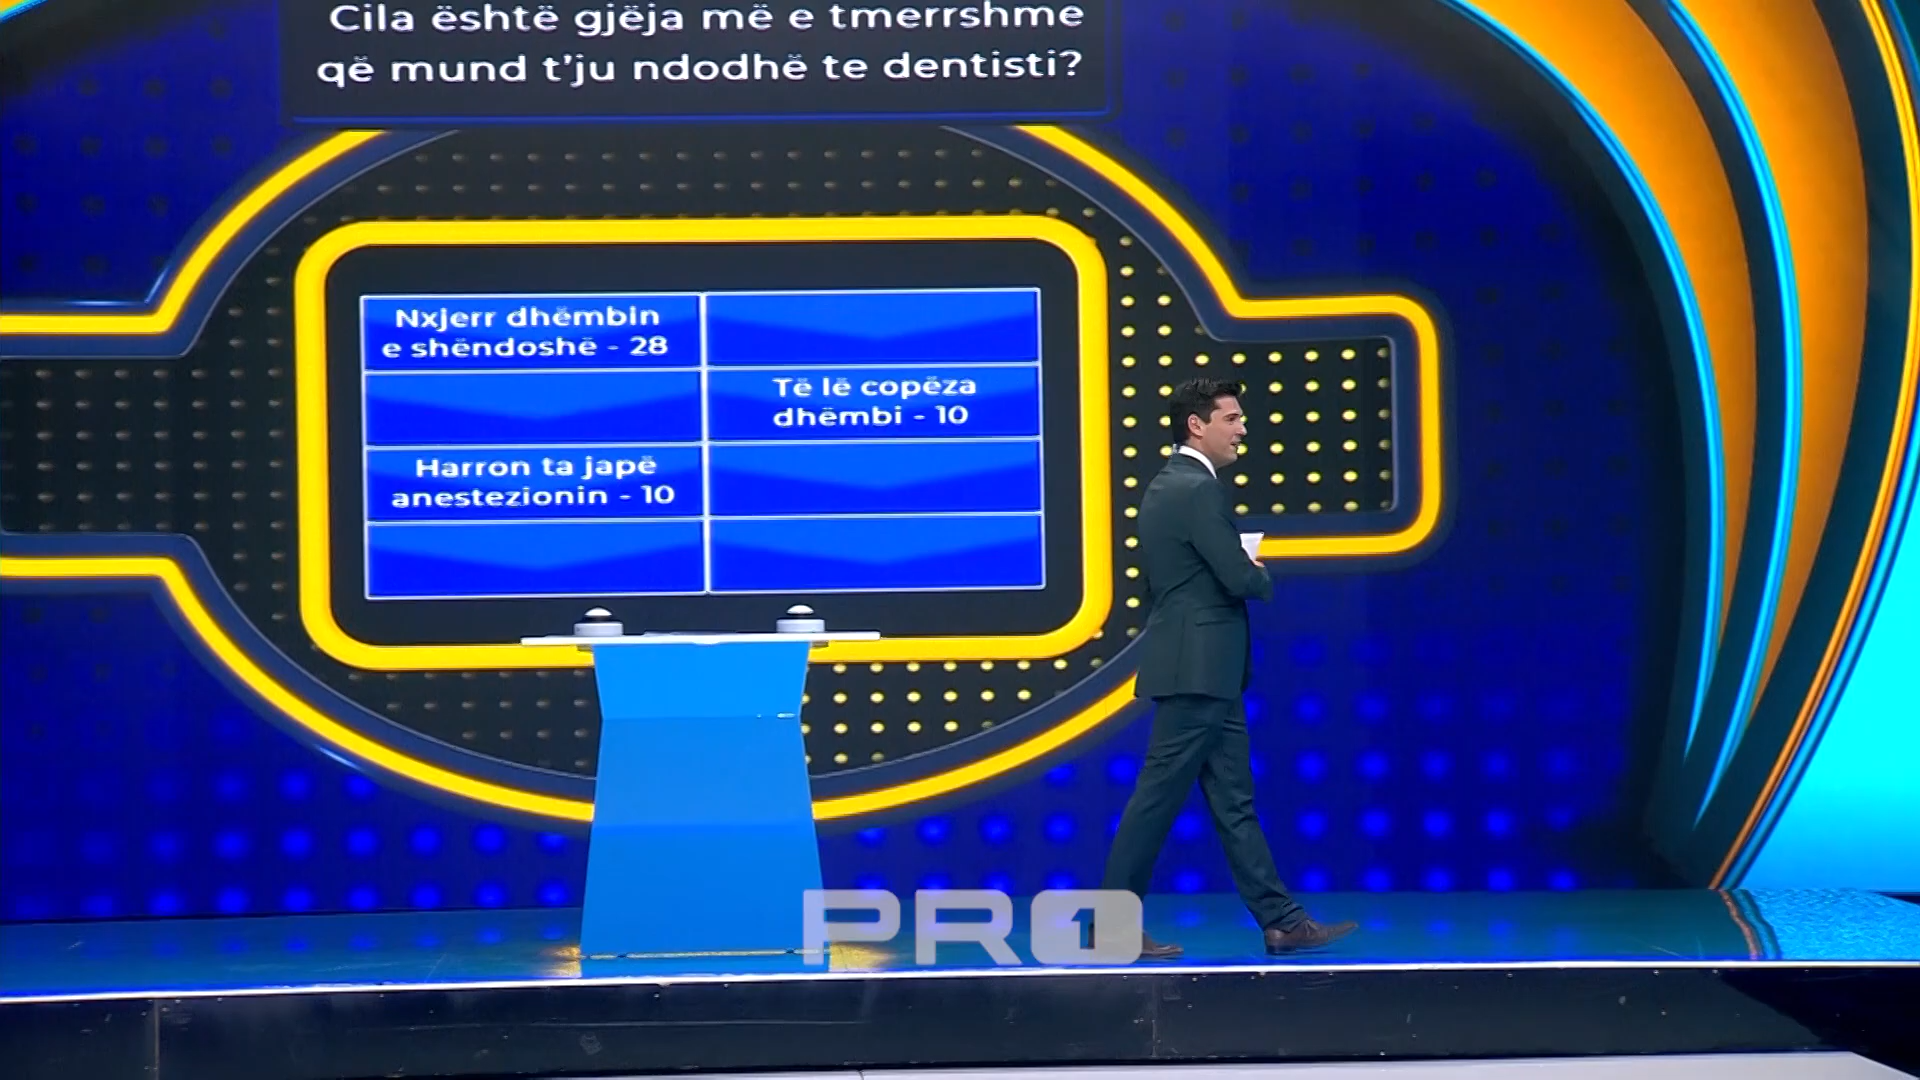 Cila është gjëja më e tmerrshme
që mund t'ju ndodhë te dentisti?
Nxjerr dhëmbin
e shëndoshë - 28
Të lë copëza
dhëmbi - 10
Harron ta japë
anestezionin - 10
PRO1